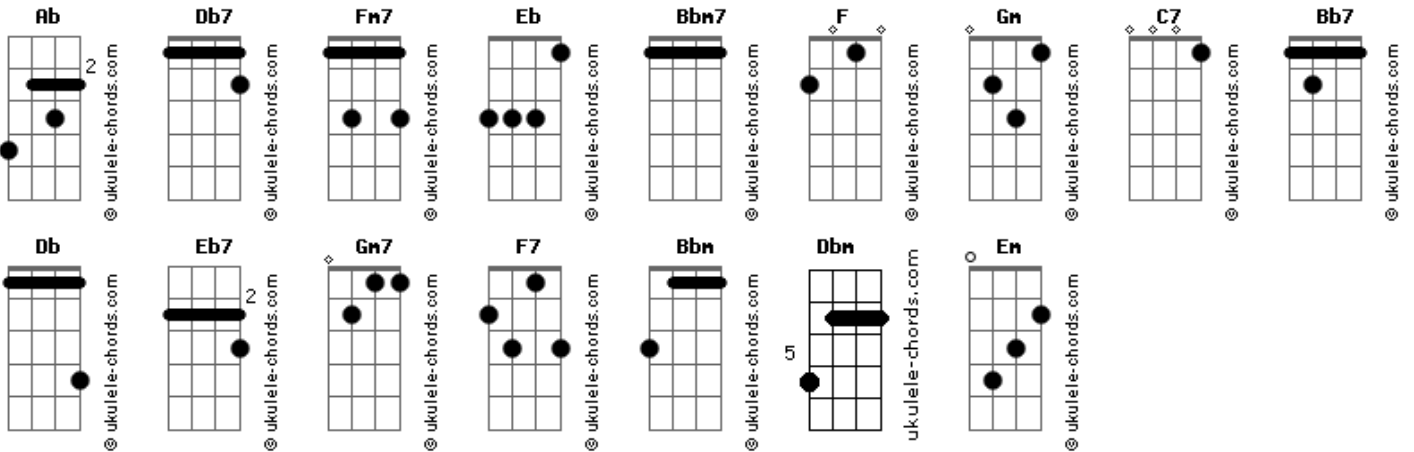 Ab Db7 Fm7 Eb Bbm7 F Gm C7 Bb7
2
© ukulele-chords.com © ukulele-chords.com © ukulele-chords.com © ukulele-chords.com © ukulele-chords.com © ukulele-chords.com © ukulele-chords.com © ukulele-chords.com © ukulele-chords.com
Db Eb7 Gm7 F7 Bbm Dbm Em
2
5
© ukulele-chords.com © ukulele-chords.com © ukulele-chords.com © ukulele-chords.com © ukulele-chords.com ukulele-chords.com © ukulele-chords.com